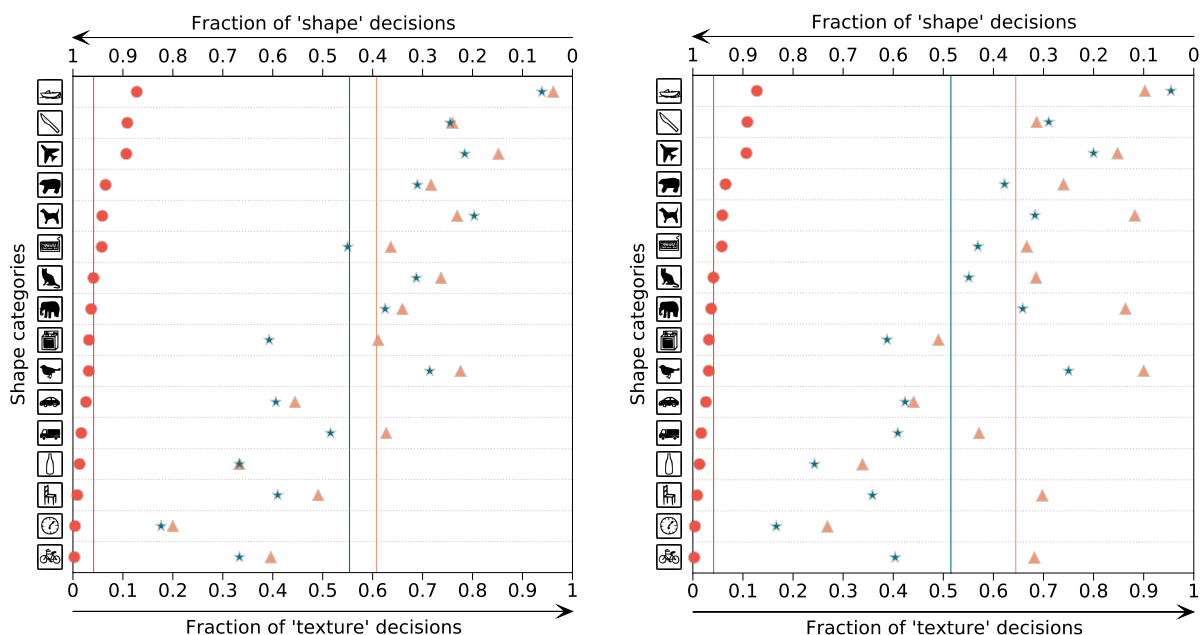 Fraction of 'shape' decisions
1 0.9 0.8 0.7 0.6 0.5 0.4 0.3 0.2 0.1 0
Shape categories
0 0.1 0.2 0.3 0.4 0.5 0.6 0.7 0.8 0.9 1
Fraction of 'texture' decisions
Fraction of 'shape' decisions
1 0.9 0.8 0.7 0.6 0.5 0.4 0.3 0.2 0.1 0
Shape categories
0 0.1 0.2 0.3 0.4 0.5 0.6 0.7 0.8 0.9 1
Fraction of 'texture' decisions